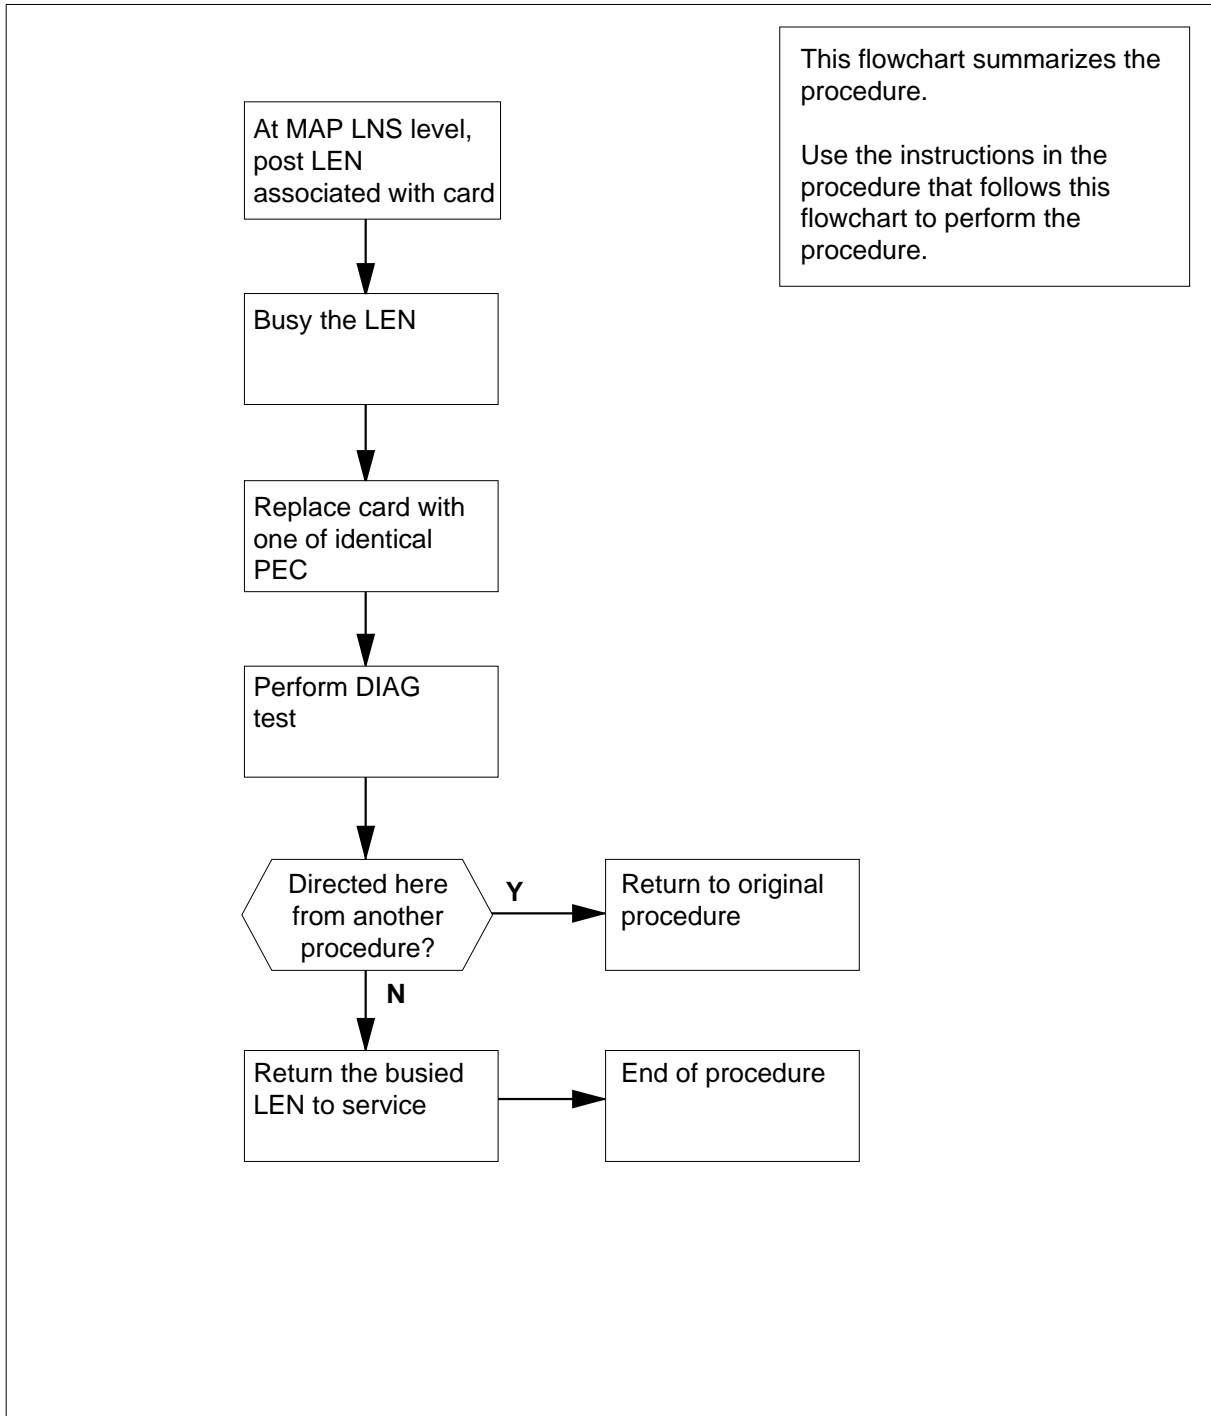 This flowchart summarizes the
procedure.
Use the instructions in the
procedure that follows this
flowchart to perform the
procedure.
At MAP LNS level,
post LEN
associated with card
Busy the LEN
Replace card with
one of identical
PEC
Perform DIAG
test
Directed here
from another
procedure?
Y
Return to original
procedure
N
Return the busied
LEN to service
End of procedure